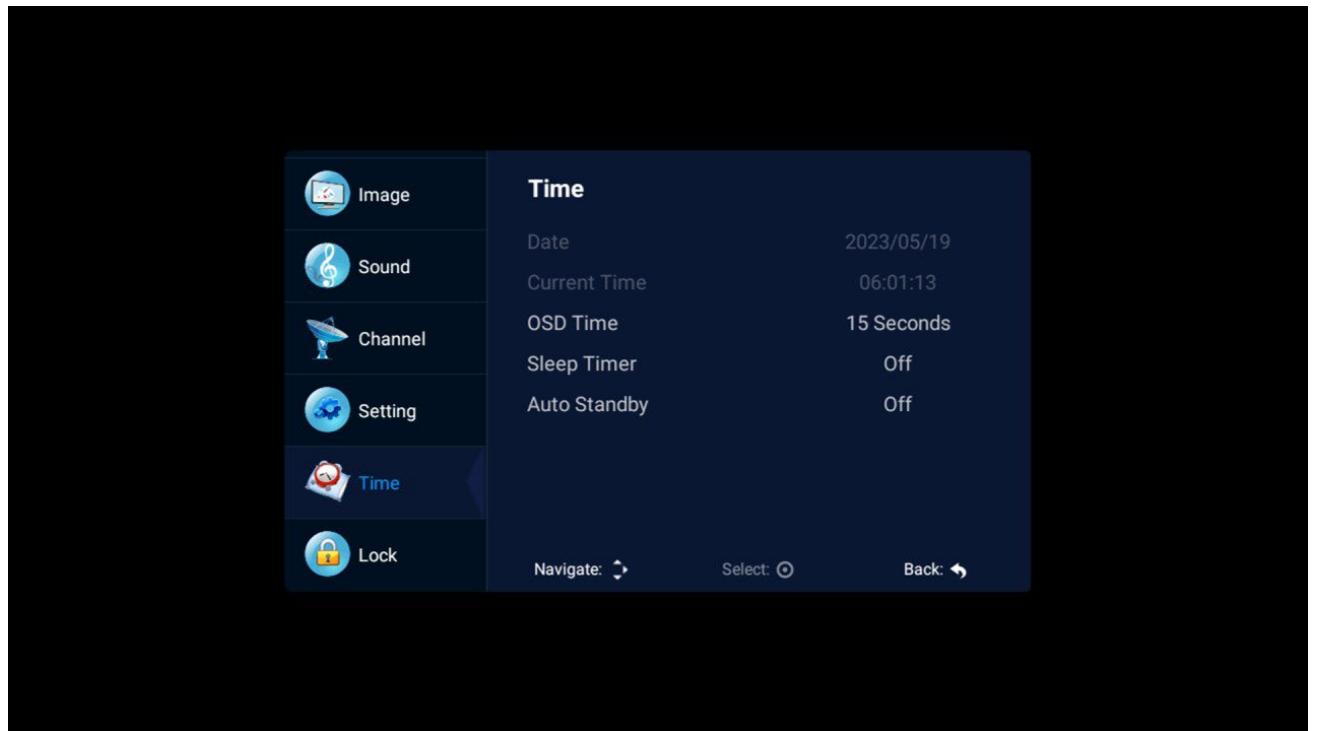 Image
Sound
Channel
Setting
Time
Lock
Time
Date 2023/05/19
Current Time 06:01:13
OSD Time 15 Seconds
Sleep Timer Off
Auto Standby Off
Navigate: Select: Back: